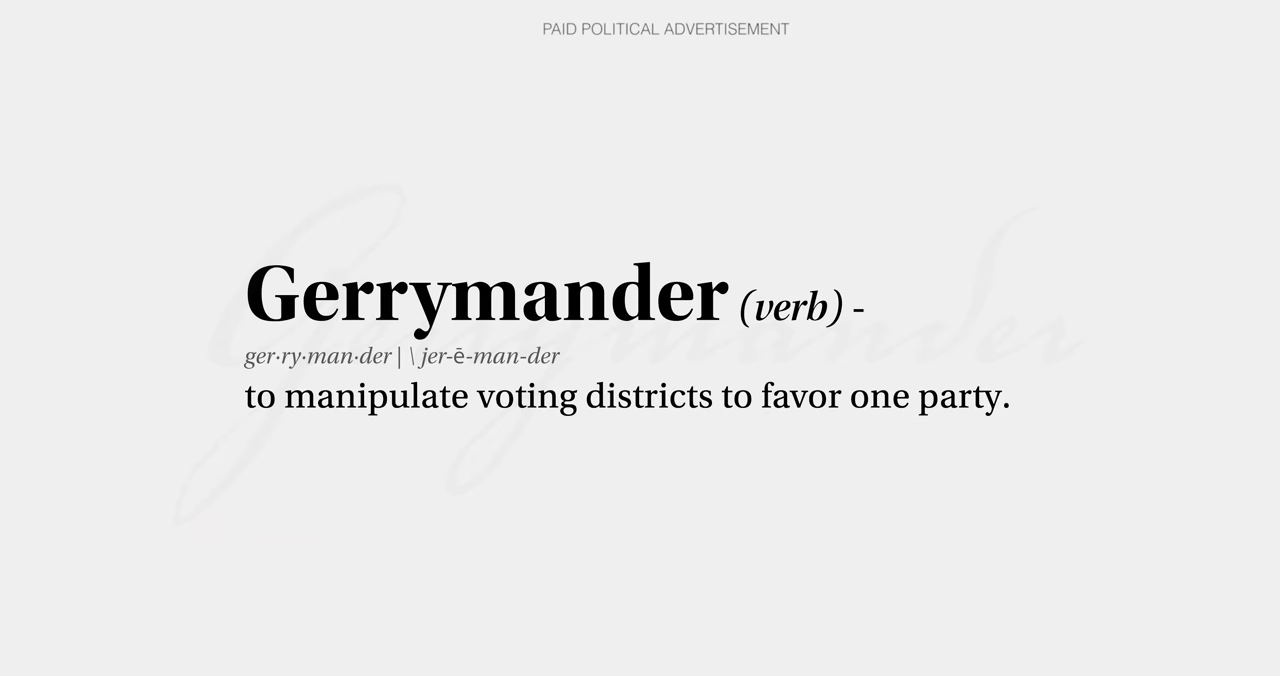 PAID POLITICAL ADVERTISEMENT
Gerrymander (verb) -
ger·ry·man·der | \ jer-ē-man-der
to manipulate voting districts to favor one party.
Gerrymander